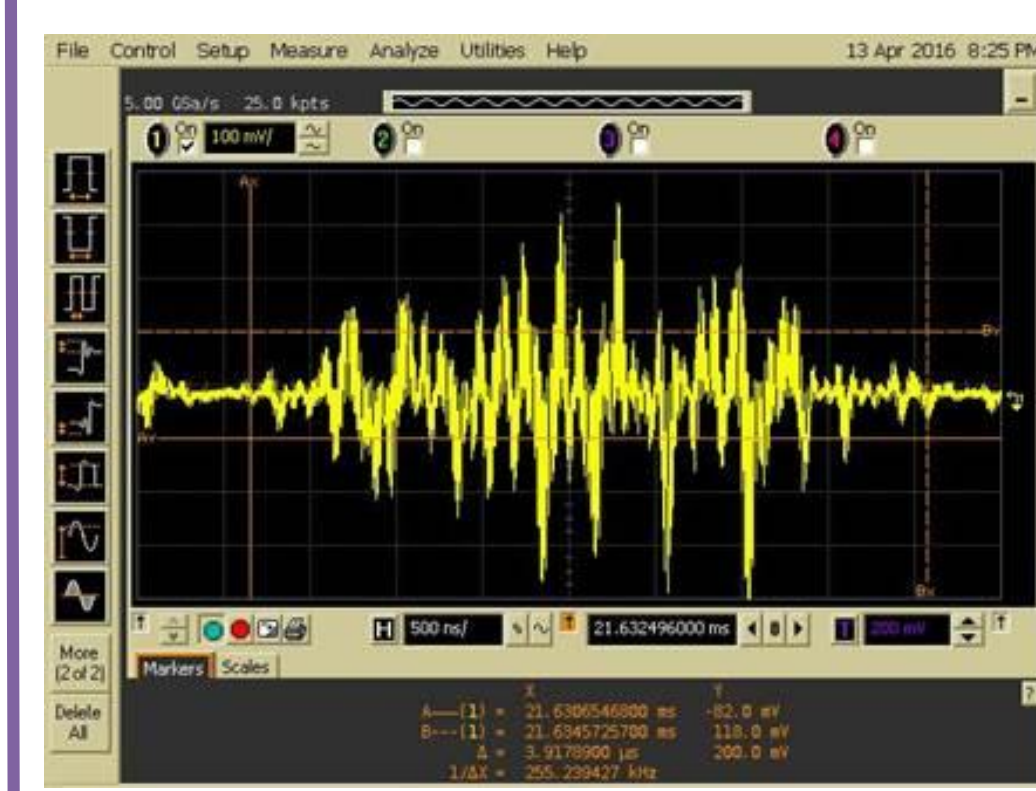 File Control Setup Measure Analyze Utilities Help 13 Apr 2016 8:25 PM
5.00 GSa/s 25.0 kpts
1 On 100 mV/ 2 On 3 On 4 On
Ax
By
Ay
Bx
H 500 ns/ T 21.632496000 ms 0 T 200 mV
More
(2 of 2)
Markers Scales
Delete
All
X Y
A—(1) = 21.6306546800 ms -82.0 mV
B---(1) = 21.6345725700 ms 118.0 mV
Δ = 3.9178900 µs 200.0 mV
1/ΔX = 255.239427 kHz
?